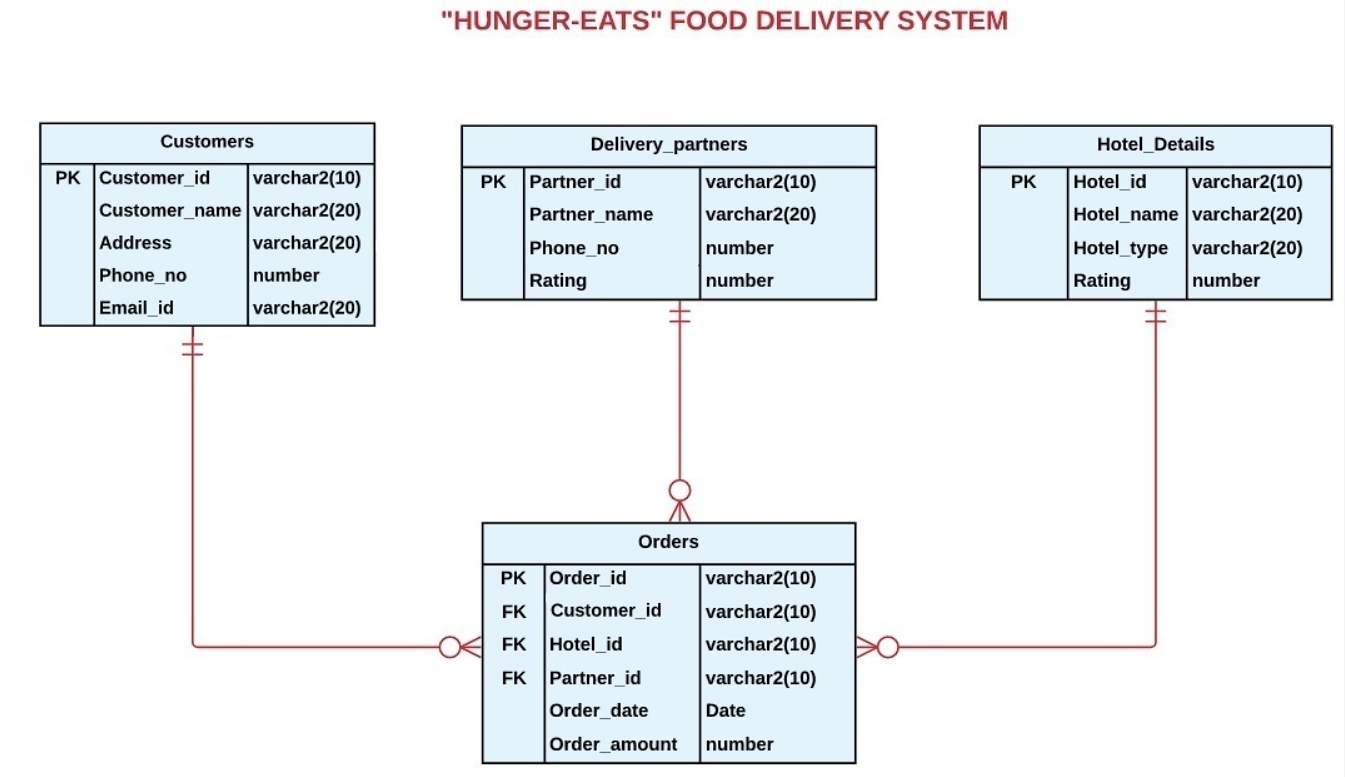 "HUNGER-EATS" FOOD DELIVERY SYSTEM
Customers
PK Customer_id varchar2(10)
Customer_name varchar2(20)
Address varchar2(20)
Phone_no number
Email_id varchar2(20)
Delivery_partners
PK Partner_id varchar2(10)
Partner_name varchar2(20)
Phone_no number
Rating number
Hotel_Details
PK Hotel_id varchar2(10)
Hotel_name varchar2(20)
Hotel_type varchar2(20)
Rating number
Orders
PK Order_id varchar2(10)
FK Customer_id varchar2(10)
FK Hotel_id varchar2(10)
FK Partner_id varchar2(10)
Order_date Date
Order_amount number